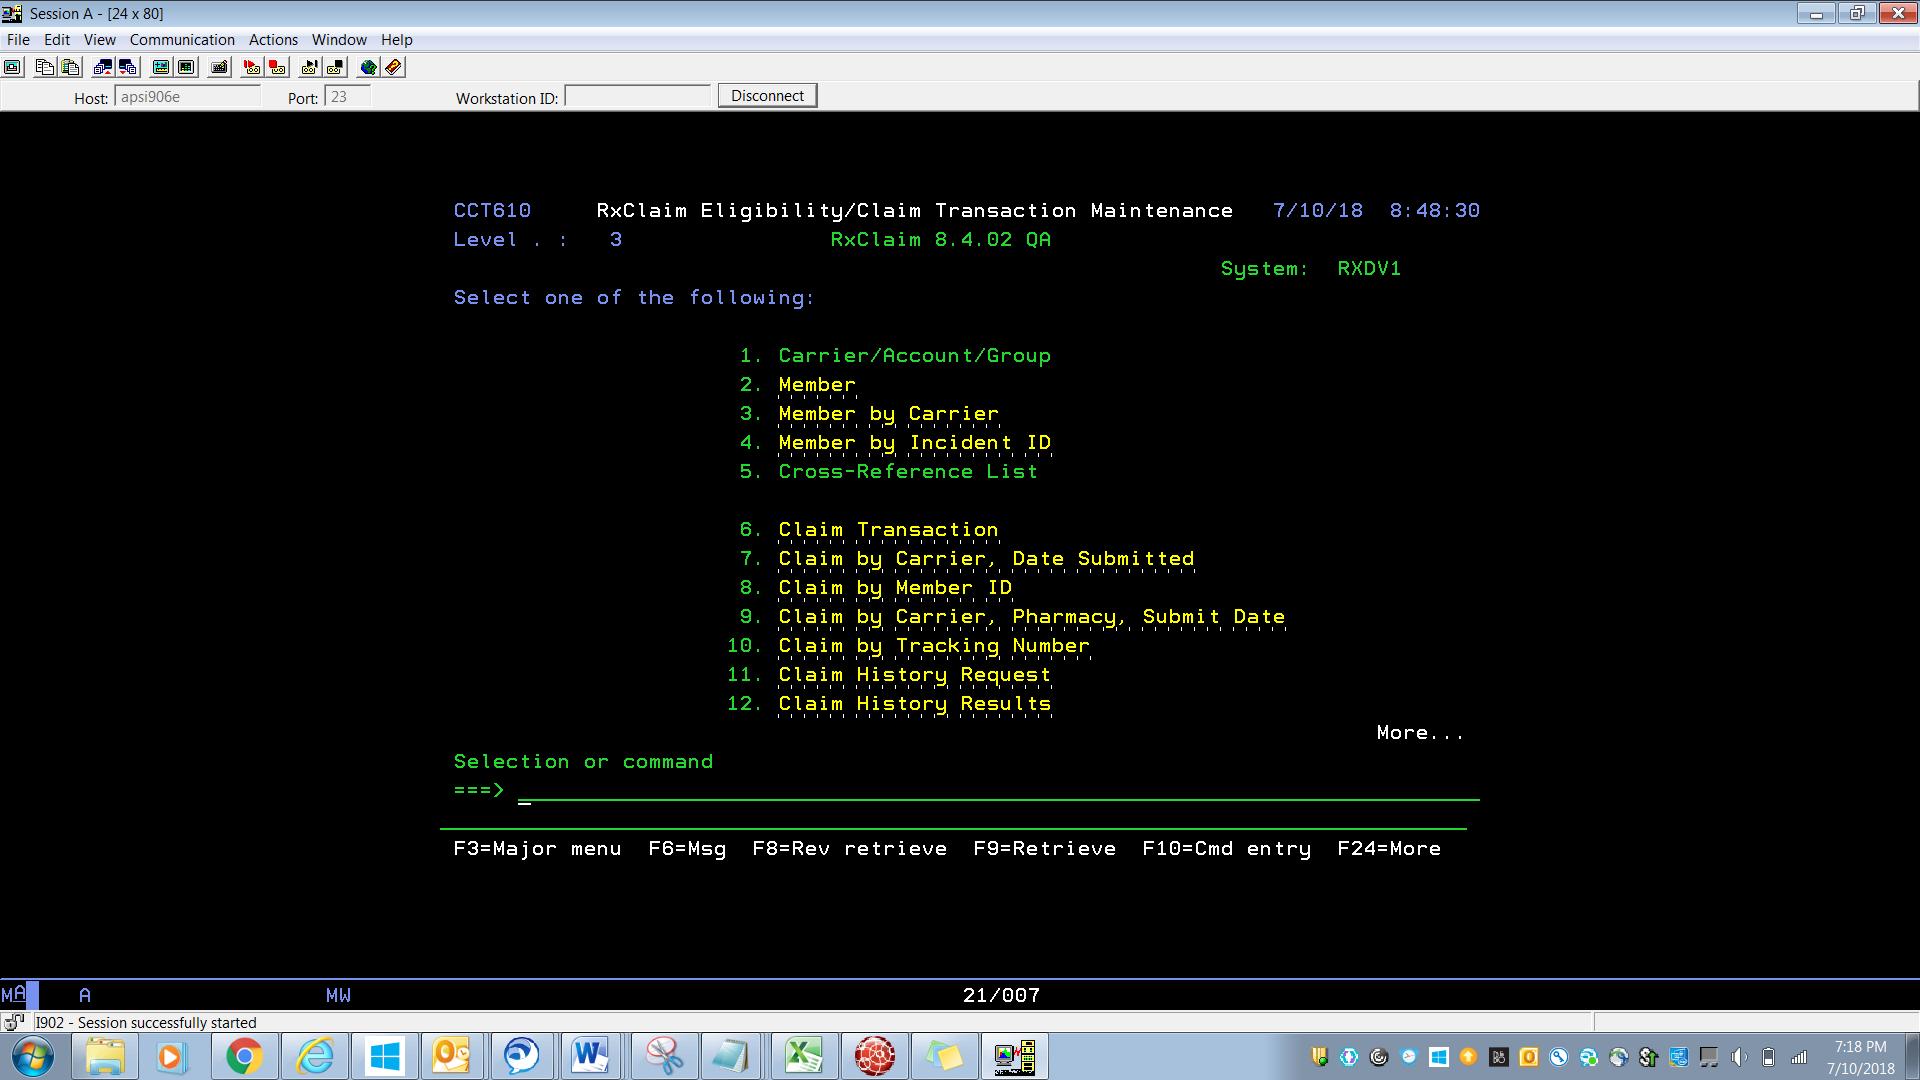 Session A - [24 x 80]
File Edit View Communication Actions Window Help
Host: apsi906e Port: 23 Workstation ID: Disconnect
CCT610 RxClaim Eligibility/Claim Transaction Maintenance 7/10/18 8:48:30
Level . : 3 RxClaim 8.4.02 QA
System: RXDV1
Select one of the following:
1. Carrier/Account/Group
2. Member
3. Member by Carrier
4. Member by Incident ID
5. Cross-Reference List
6. Claim Transaction
7. Claim by Carrier, Date Submitted
8. Claim by Member ID
9. Claim by Carrier, Pharmacy, Submit Date
10. Claim by Tracking Number
11. Claim History Request
12. Claim History Results
More...
Selection or command
===>
F3=Major menu F6=Msg F8=Rev retrieve F9=Retrieve F10=Cmd entry F24=More
MA A MW 21/007
I902 - Session successfully started
7:18 PM
7/10/2018